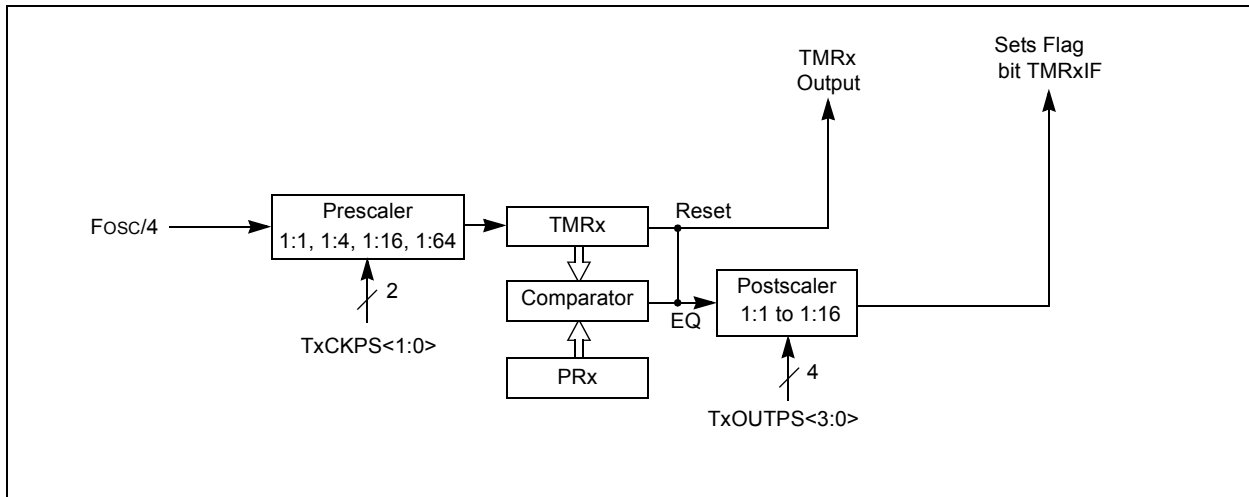 TMRx
Output
Sets Flag
bit TMRxIF
Fosc/4
Prescaler
1:1, 1:4, 1:16, 1:64
2
TxCKPS<1:0>
TMRx
Reset
Comparator
EQ
PRx
Postscaler
1:1 to 1:16
4
TxOUTPS<3:0>